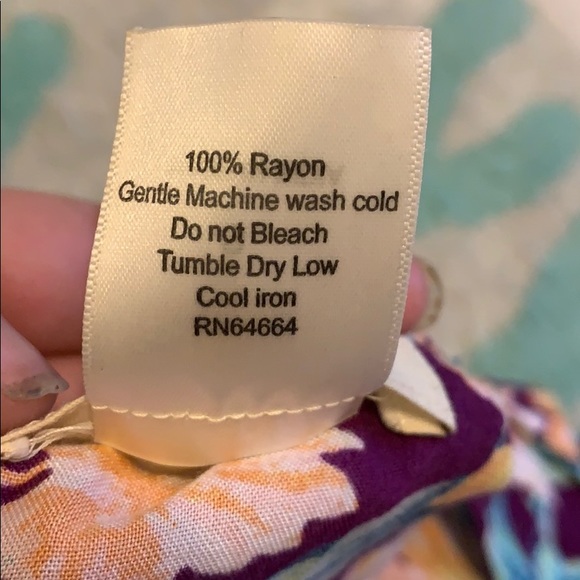 100% Rayon
Gentle Machine wash cold
Do not Bleach
Tumble Dry Low
Cool iron
RN64664